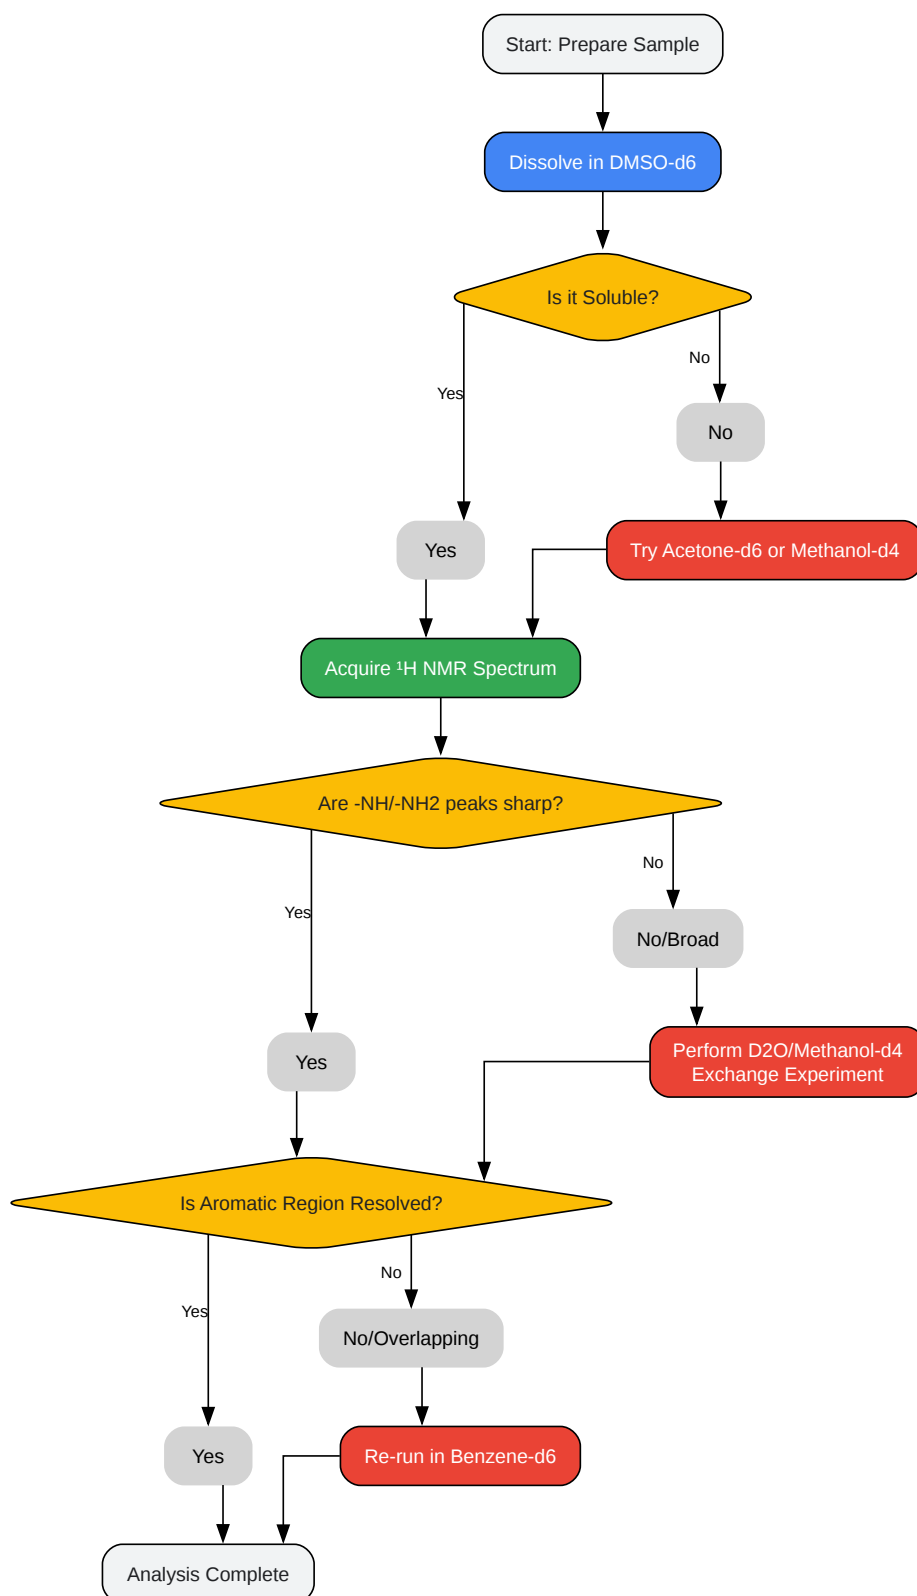 Start: Prepare Sample
Dissolve in DMSO-d6
Is it Soluble?
No
Yes
No
Yes
Try Acetone-d6 or Methanol-d4
Acquire ¹H NMR Spectrum
Are -NH/-NH2 peaks sharp?
No
Yes
No/Broad
Yes
Perform D2O/Methanol-d4
Exchange Experiment
Is Aromatic Region Resolved?
No
Yes
No/Overlapping
Yes
Re-run in Benzene-d6
Analysis Complete